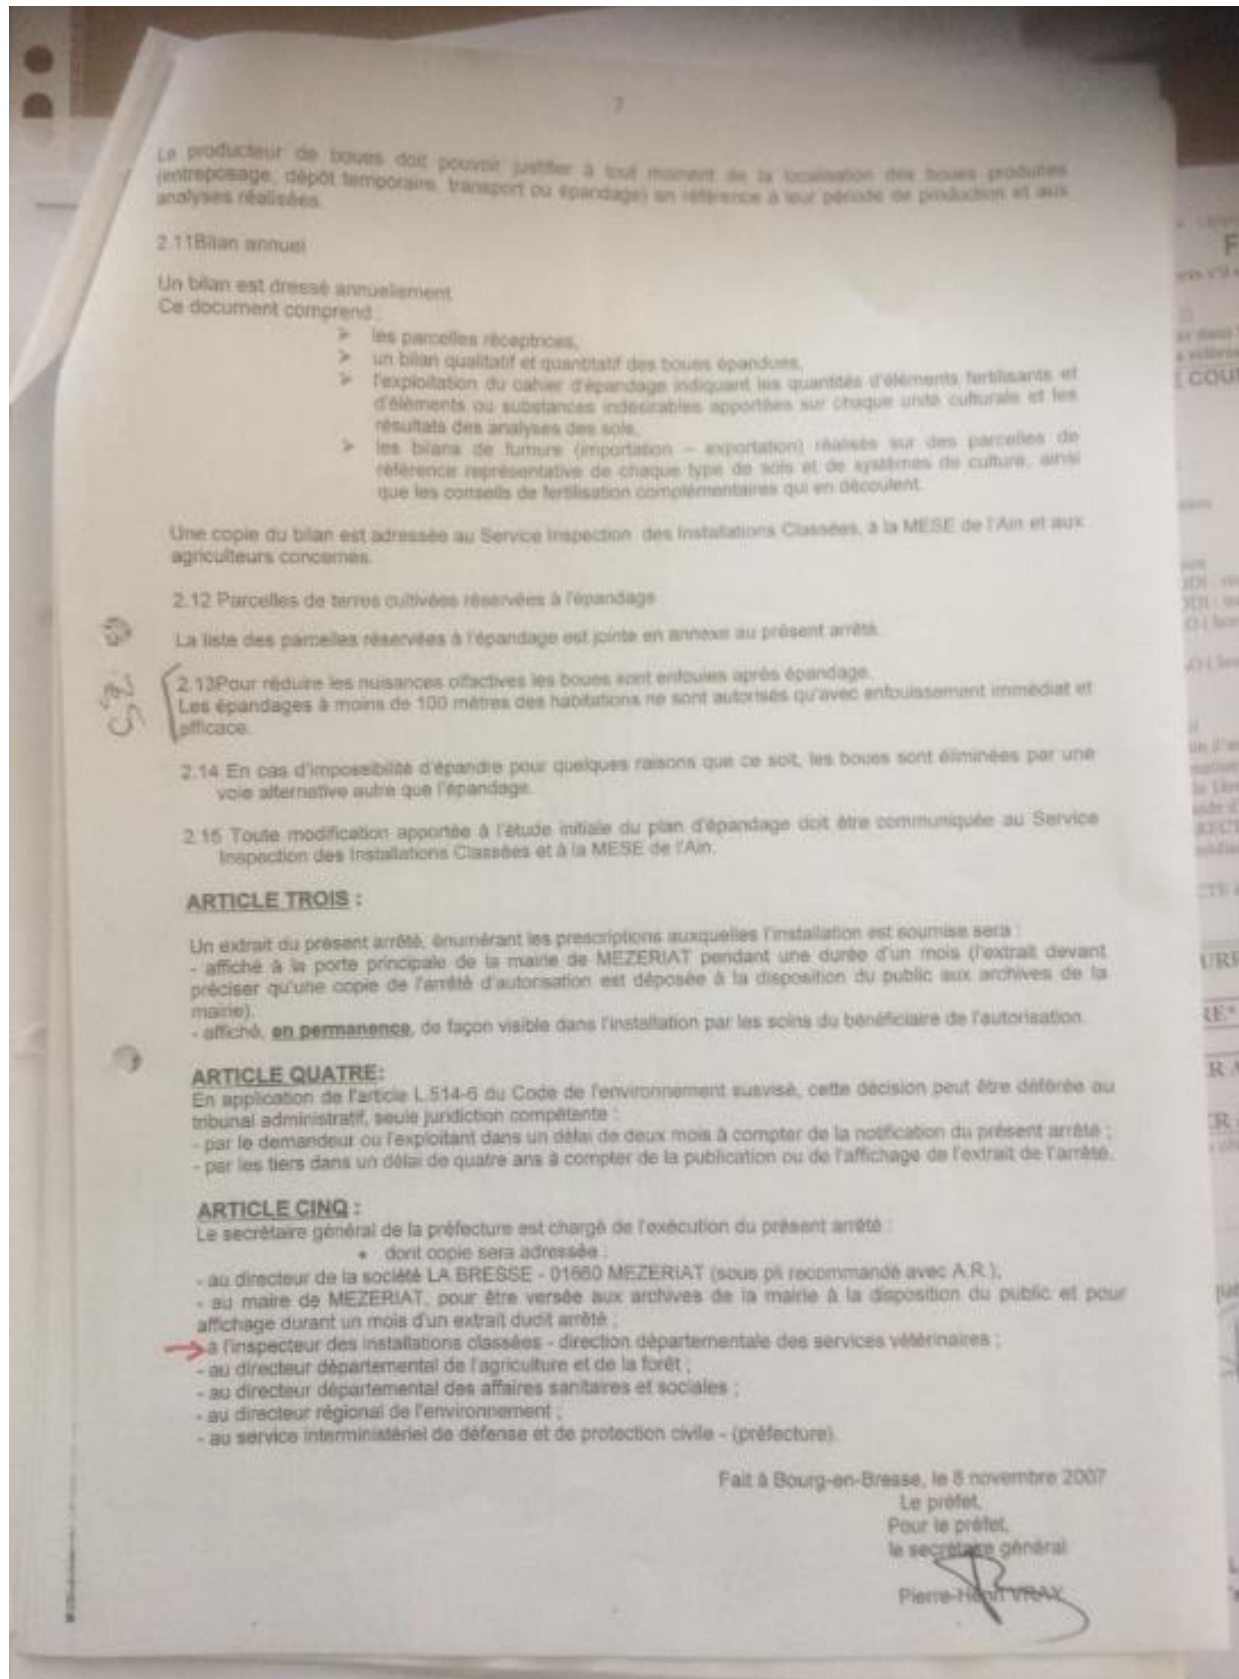 7
Le producteur de boues doit pouvoir justifier à tout moment de la localisation des boues produites
(entreposage, dépôt temporaire, transport ou épandage) en référence à leur période de production et aux
analyses réalisées.
2.11Bilan annuel
Un bilan est dressé annuellement
Ce document comprend :
➢ les parcelles réceptrices,
➢ un bilan qualitatif et quantitatif des boues épandues,
➢ l'exploitation du cahier d'épandage indiquant les quantités d'éléments fertilisants et
d'éléments ou substances indésirables apportées sur chaque unité culturale et les
résultats des analyses des sols,
➢ les bilans de fumure (importation – exportation) réalisés sur des parcelles de
référence représentative de chaque type de sols et de systèmes de culture, ainsi
que les conseils de fertilisation complémentaires qui en découlent.
Une copie du bilan est adressée au Service Inspection des Installations Classées, à la MESE de l'Ain et aux
agriculteurs concernés.
2.12 Parcelles de terres cultivées réservées à l'épandage
La liste des parcelles réservées à l'épandage est jointe en annexe au présent arrêté.
2.13Pour réduire les nuisances olfactives les boues sont enfouies après épandage.
Les épandages à moins de 100 mètres des habitations ne sont autorisés qu'avec enfouissement immédiat et
efficace.
2.14 En cas d'impossibilité d'épandre pour quelques raisons que ce soit, les boues sont éliminées par une
voie alternative autre que l'épandage.
2.15 Toute modification apportée à l'étude initiale du plan d'épandage doit être communiquée au Service
Inspection des Installations Classées et à la MESE de l'Ain.
ARTICLE TROIS :
Un extrait du présent arrêté, énumérant les prescriptions auxquelles l'installation est soumise sera :
- affiché à la porte principale de la mairie de MEZERIAT pendant une durée d'un mois (l'extrait devant
préciser qu'une copie de l'arrêté d'autorisation est déposée à la disposition du public aux archives de la
mairie).
- affiché, en permanence, de façon visible dans l'installation par les soins du bénéficiaire de l'autorisation.
ARTICLE QUATRE:
En application de l'article L.514-6 du Code de l'environnement susvisé, cette décision peut être déférée au
tribunal administratif, seule juridiction compétente :
- par le demandeur ou l'exploitant dans un délai de deux mois à compter de la notification du présent arrêté ;
- par les tiers dans un délai de quatre ans à compter de la publication ou de l'affichage de l'extrait de l'arrêté.
ARTICLE CINQ :
Le secrétaire général de la préfecture est chargé de l'exécution du présent arrêté :
• dont copie sera adressée :
- au directeur de la société LA BRESSE - 01660 MEZERIAT (sous pli recommandé avec A.R.),
- au maire de MEZERIAT, pour être versée aux archives de la mairie à la disposition du public et pour
affichage durant un mois d'un extrait dudit arrêté ;
à l'inspecteur des installations classées - direction départementale des services vétérinaires ;
- au directeur départemental de l'agriculture et de la forêt ;
- au directeur départemental des affaires sanitaires et sociales ;
- au directeur régional de l'environnement ;
- au service interministériel de défense et de protection civile - (préfecture).
Fait à Bourg-en-Bresse, le 8 novembre 2007
Le préfet,
Pour le préfet,
le secrétaire général
Pierre-Henri VRAY